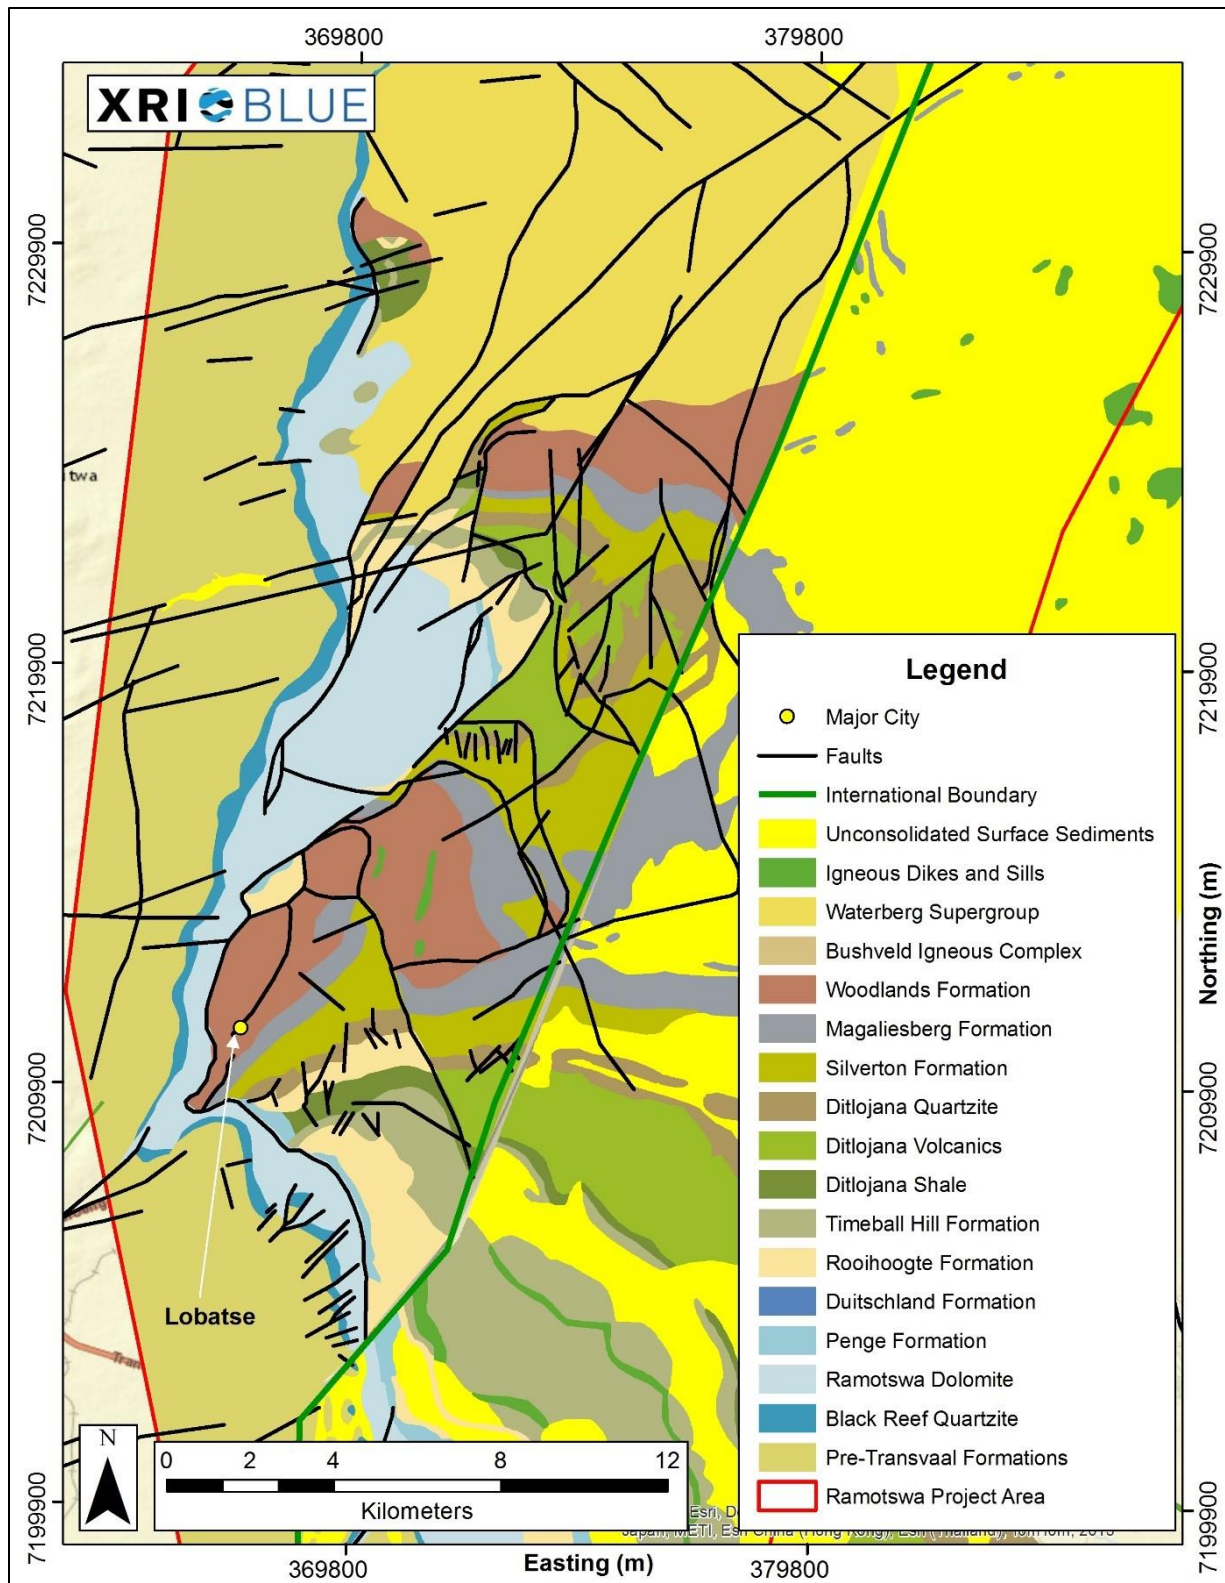 369800
379800
XRI BLUE
7229900
7229900
twa
7219900
7219900
Legend
Major City
Faults
International Boundary
Unconsolidated Surface Sediments
Igneous Dikes and Sills
Waterberg Supergroup
Bushveld Igneous Complex
Woodlands Formation
Magaliesberg Formation
Silverton Formation
Ditlojana Quartzite
Ditlojana Volcanics
Ditlojana Shale
Timeball Hill Formation
Rooihoogte Formation
Duitschland Formation
Penge Formation
Ramotswa Dolomite
Black Reef Quartzite
Pre-Transvaal Formations
Ramotswa Project Area
Northing (m)
7209900
7209900
Lobatse
Tran
N
0 2 4 8 12
Kilometers
Esri, D
7199900
7199900
369800
Easting (m)
379800